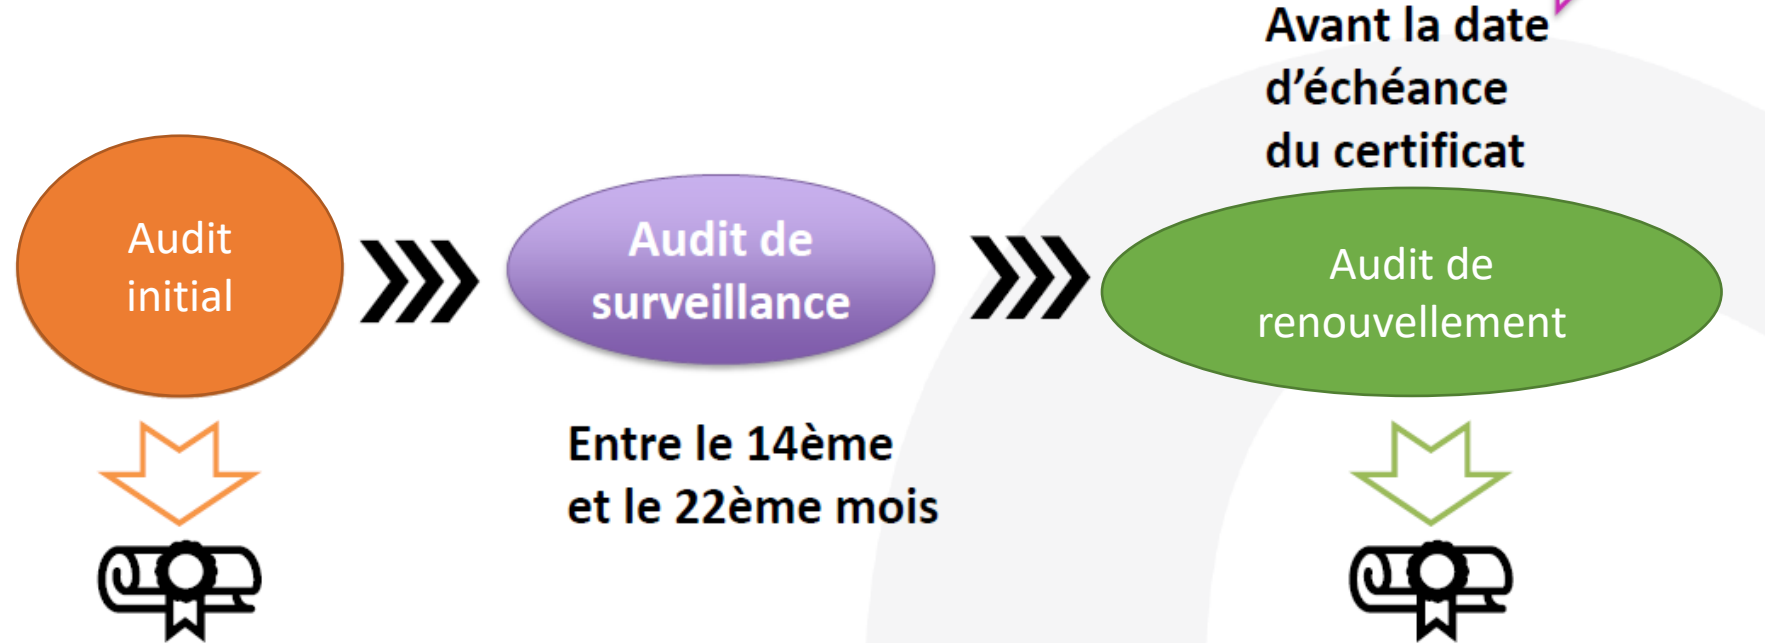 Audit
initial
Audit de
surveillance
Entre le 14ème
et le 22ème mois
Avant la date
d’échéance
du certificat
Audit de
renouvellement